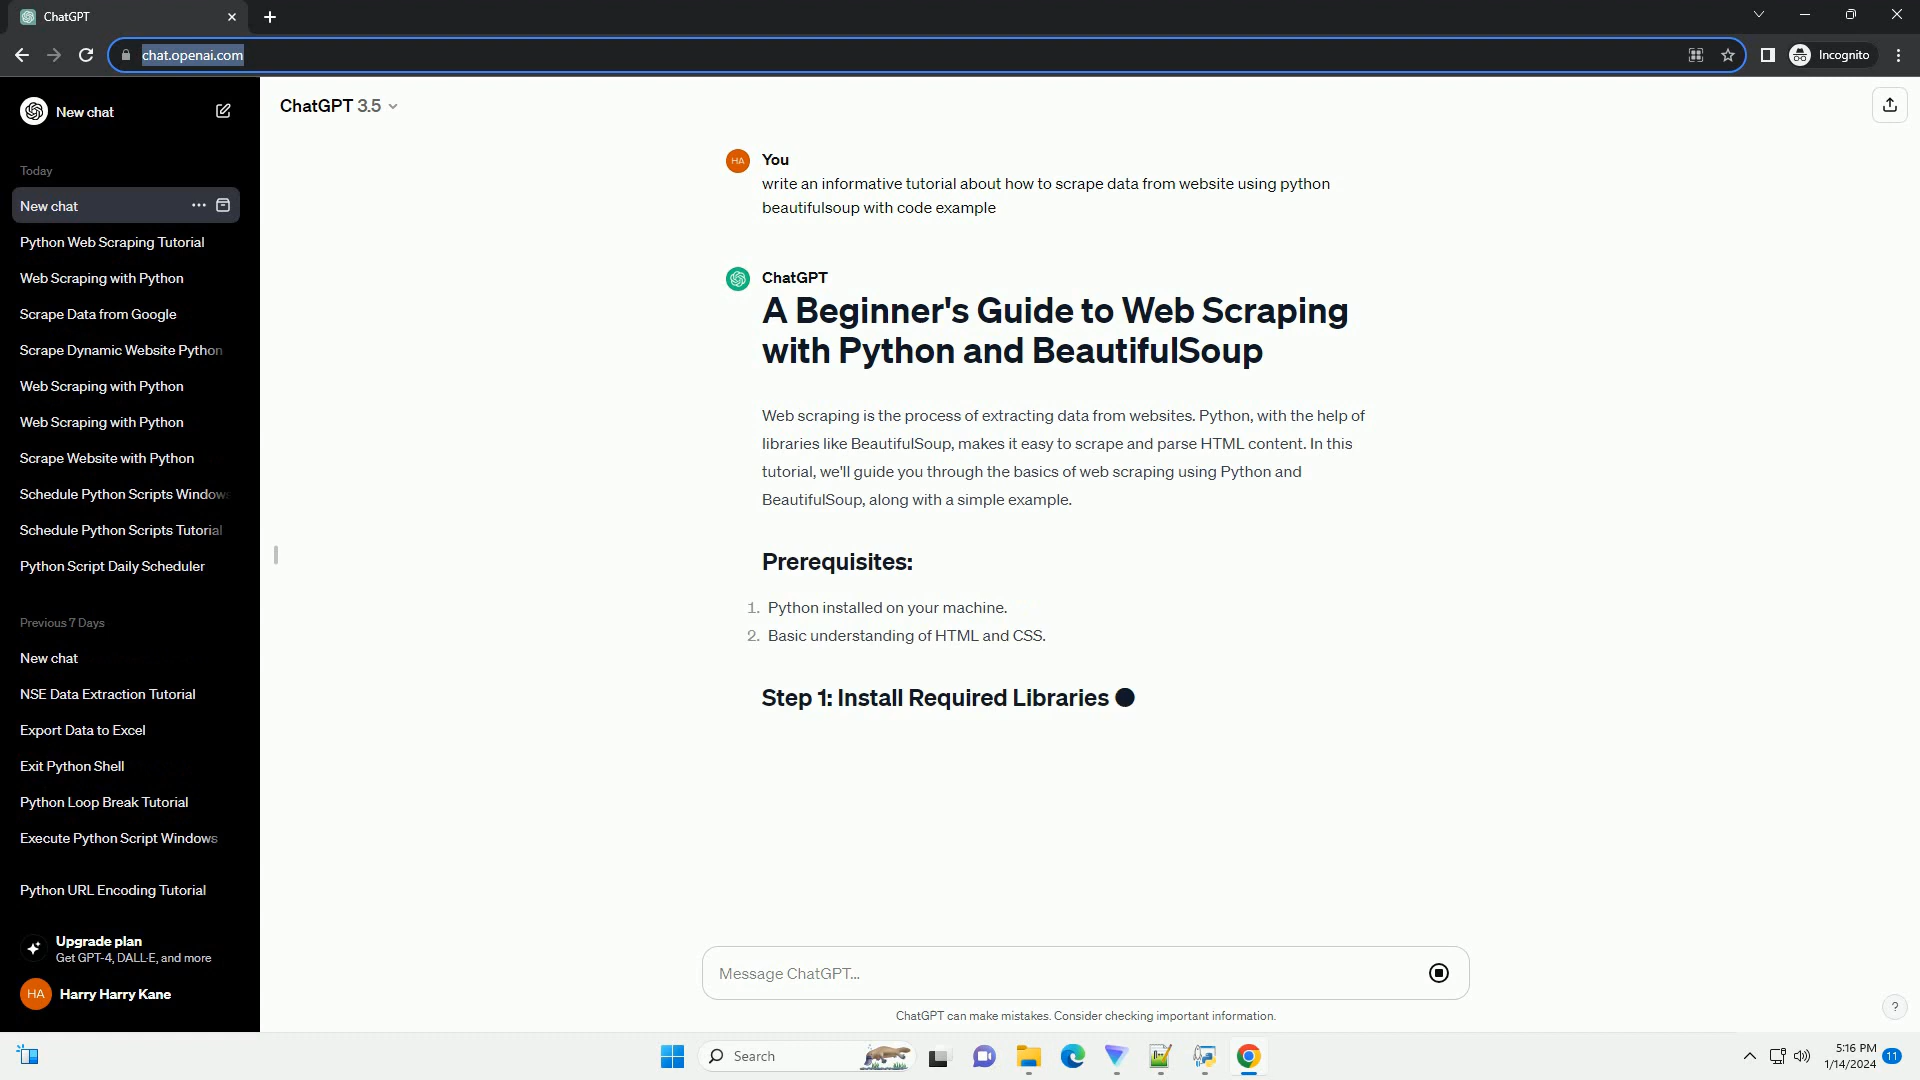 ChatGPT
chat.openai.com
Incognito
New chat
Today
New chat
Python Web Scraping Tutorial
Web Scraping with Python
Scrape Data from Google
Scrape Dynamic Website Python
Web Scraping with Python
Web Scraping with Python
Scrape Website with Python
Schedule Python Scripts Windows
Schedule Python Scripts Tutorial
Python Script Daily Scheduler
Previous 7 Days
New chat
NSE Data Extraction Tutorial
Export Data to Excel
Exit Python Shell
Python Loop Break Tutorial
Execute Python Script Windows
Python URL Encoding Tutorial
Upgrade plan
Get GPT-4, DALL·E, and more
HA
Harry Harry Kane
ChatGPT 3.5
HA
You
write an informative tutorial about how to scrape data from website using python
beautifulsoup with code example
ChatGPT
A Beginner's Guide to Web Scraping
with Python and BeautifulSoup
Web scraping is the process of extracting data from websites. Python, with the help of
libraries like BeautifulSoup, makes it easy to scrape and parse HTML content. In this
tutorial, we'll guide you through the basics of web scraping using Python and
BeautifulSoup, along with a simple example.
Prerequisites:
1. Python installed on your machine.
2. Basic understanding of HTML and CSS.
Step 1: Install Required Libraries
Message ChatGPT...
ChatGPT can make mistakes. Consider checking important information.
?
Search
5:16 PM
1/14/2024
11